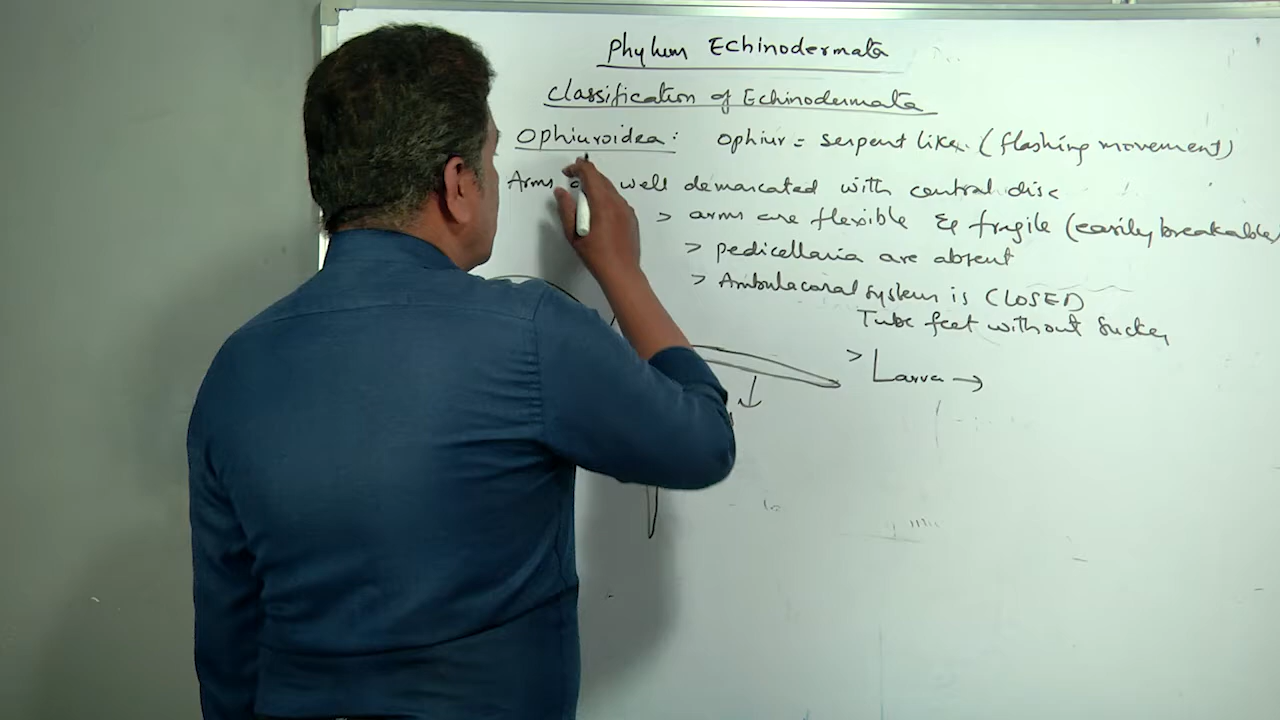 Phylum Echinodermata
Classification of Echinodermata
Ophiuroidea: Ophiur = serpent like. (flashing movement)
Arms well demarcated with central disc
> arms are flexible & fragile (easily breakable)
> pedicellaria are absent
> Ambulacoral system is CLOSED
Tube feet without Sucker
> Larva →